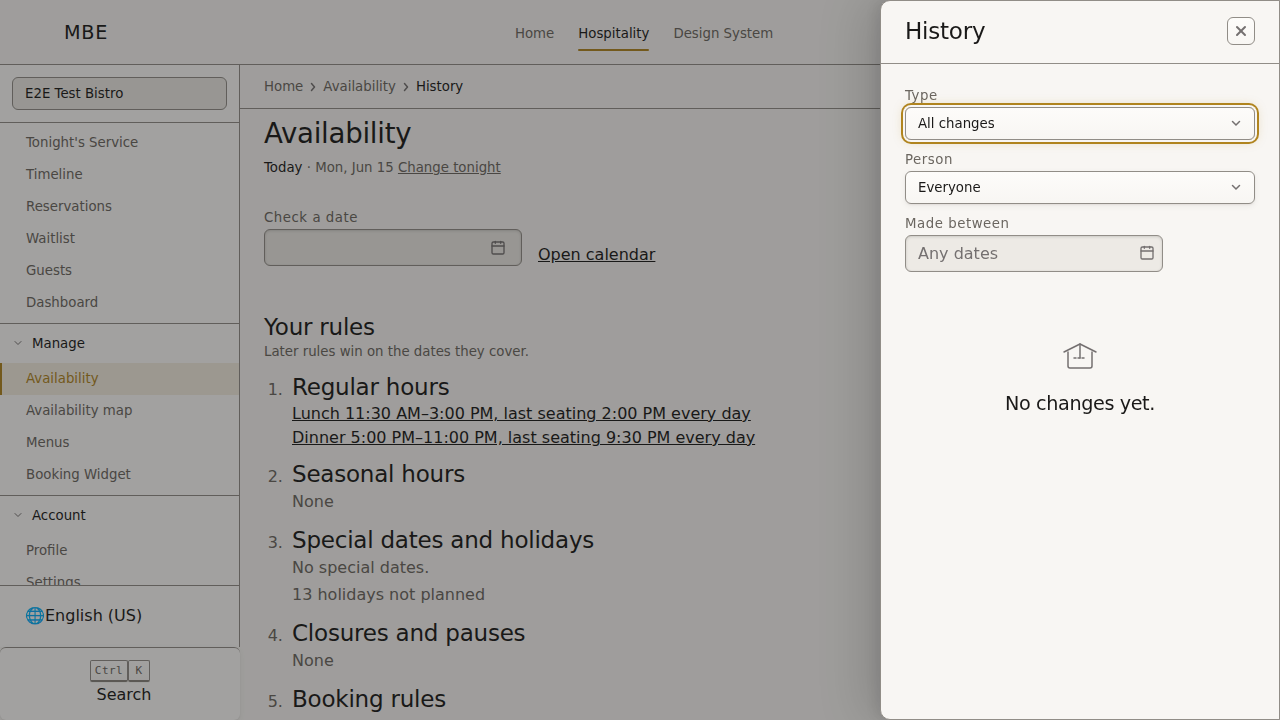 MBE
Home
Hospitality
Design System
E2E Test Bistro
Tonight's Service
Timeline
Reservations
Waitlist
Guests
Dashboard
Manage
Availability
Availability map
Menus
Booking Widget
Account
Profile
Settings
🌐English (US)
Ctrl K
Search
Home › Availability › History
Availability
Today · Mon, Jun 15 Change tonight
Check a date
Open calendar
Your rules
Later rules win on the dates they cover.
1. Regular hours
Lunch 11:30 AM–3:00 PM, last seating 2:00 PM every day
Dinner 5:00 PM–11:00 PM, last seating 9:30 PM every day
2. Seasonal hours
None
3. Special dates and holidays
No special dates.
13 holidays not planned
4. Closures and pauses
None
5. Booking rules
History
Type
All changes
Person
Everyone
Made between
Any dates
No changes yet.